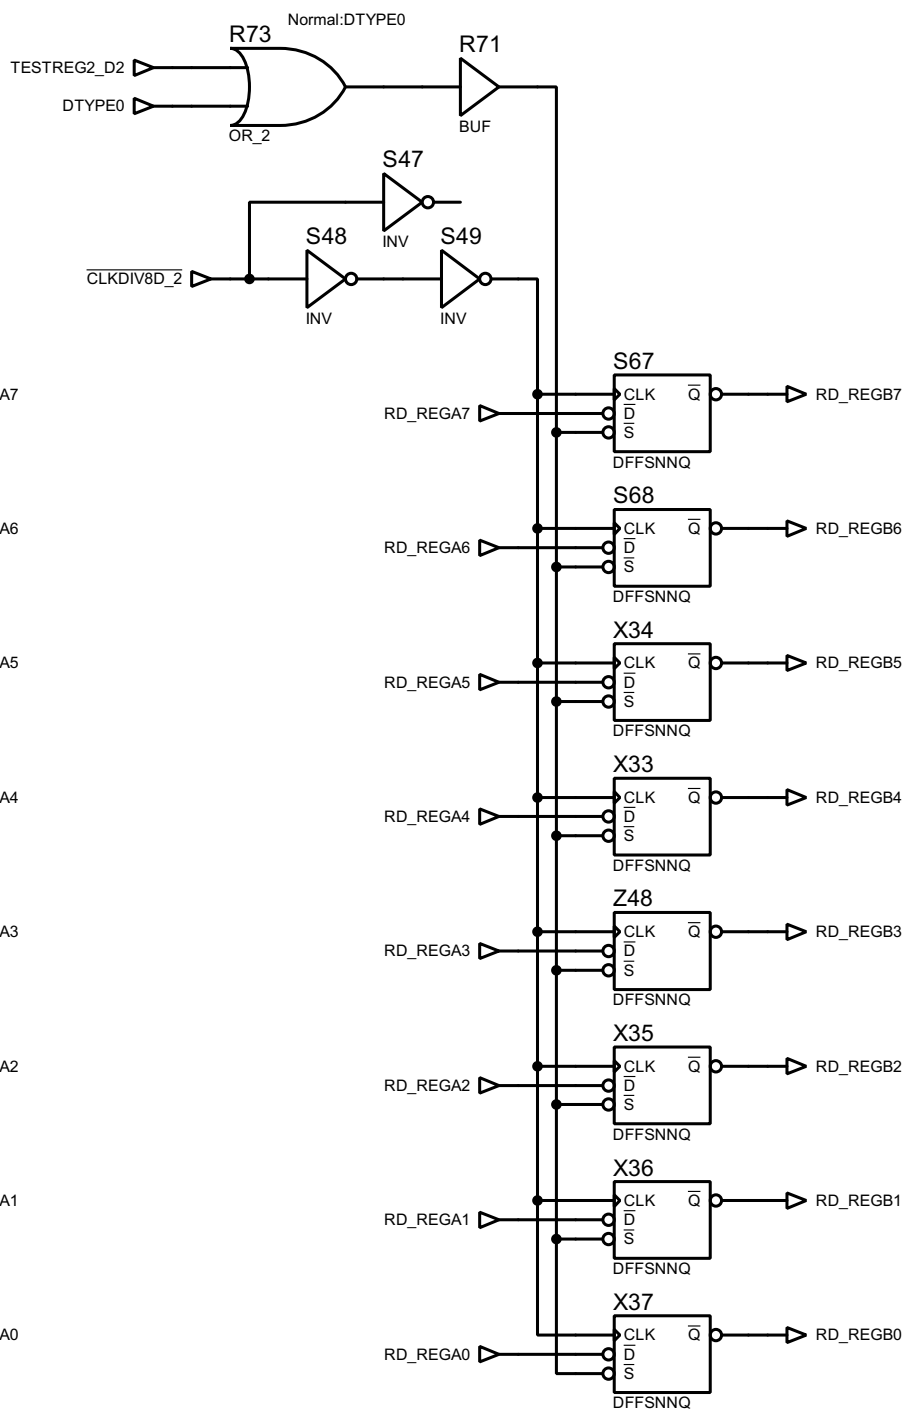 Normal:DTYPE0
R73
R71
TESTREG2_D2
DTYPE0
OR_2
BUF
S47
INV
S48
S49
CLKDIV8D_2
INV
INV
S67
A7
CLK
Q
RD_REGB7
RD_REGA7
D
S
DFFSNNQ
S68
A6
CLK
Q
RD_REGB6
RD_REGA6
D
S
DFFSNNQ
X34
A5
CLK
Q
RD_REGB5
RD_REGA5
D
S
DFFSNNQ
X33
A4
CLK
Q
RD_REGB4
RD_REGA4
D
S
DFFSNNQ
Z48
A3
CLK
Q
RD_REGB3
RD_REGA3
D
S
DFFSNNQ
X35
A2
CLK
Q
RD_REGB2
RD_REGA2
D
S
DFFSNNQ
X36
A1
CLK
Q
RD_REGB1
RD_REGA1
D
S
DFFSNNQ
X37
A0
CLK
Q
RD_REGB0
RD_REGA0
D
S
DFFSNNQ